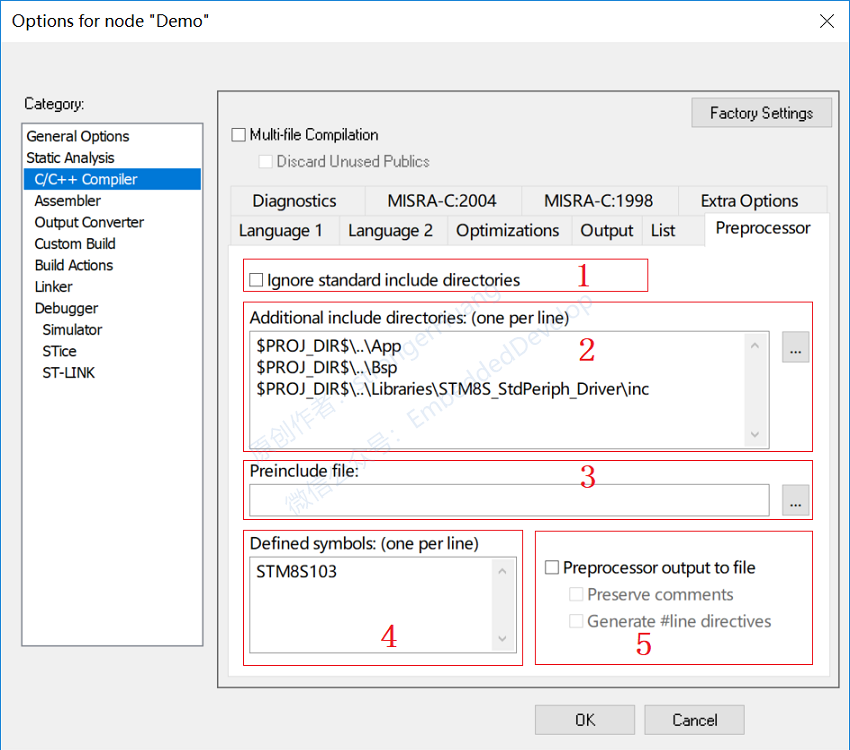 Options for node "Demo"
Category:
General Options
Static Analysis
C/C++ Compiler
Assembler
Output Converter
Custom Build
Build Actions
Linker
Debugger
Simulator
STice
ST-LINK
Factory Settings
Multi-file Compilation
Discard Unused Publics
Diagnostics MISRA-C:2004 MISRA-C:1998 Extra Options
Language 1 Language 2 Optimizations Output List Preprocessor
Ignore standard include directories 1
Additional include directories: (one per line)
$PROJ_DIR$\..\App 2 ...
$PROJ_DIR$\..\Bsp
$PROJ_DIR$\..\Libraries\STM8S_StdPeriph_Driver\inc
Preinclude file: 3
...
Defined symbols: (one per line)
STM8S103
4
Preprocessor output to file
Preserve comments
Generate #line directives
5
OK Cancel
原创作者:
微信公众号: EmbeddedDevelop